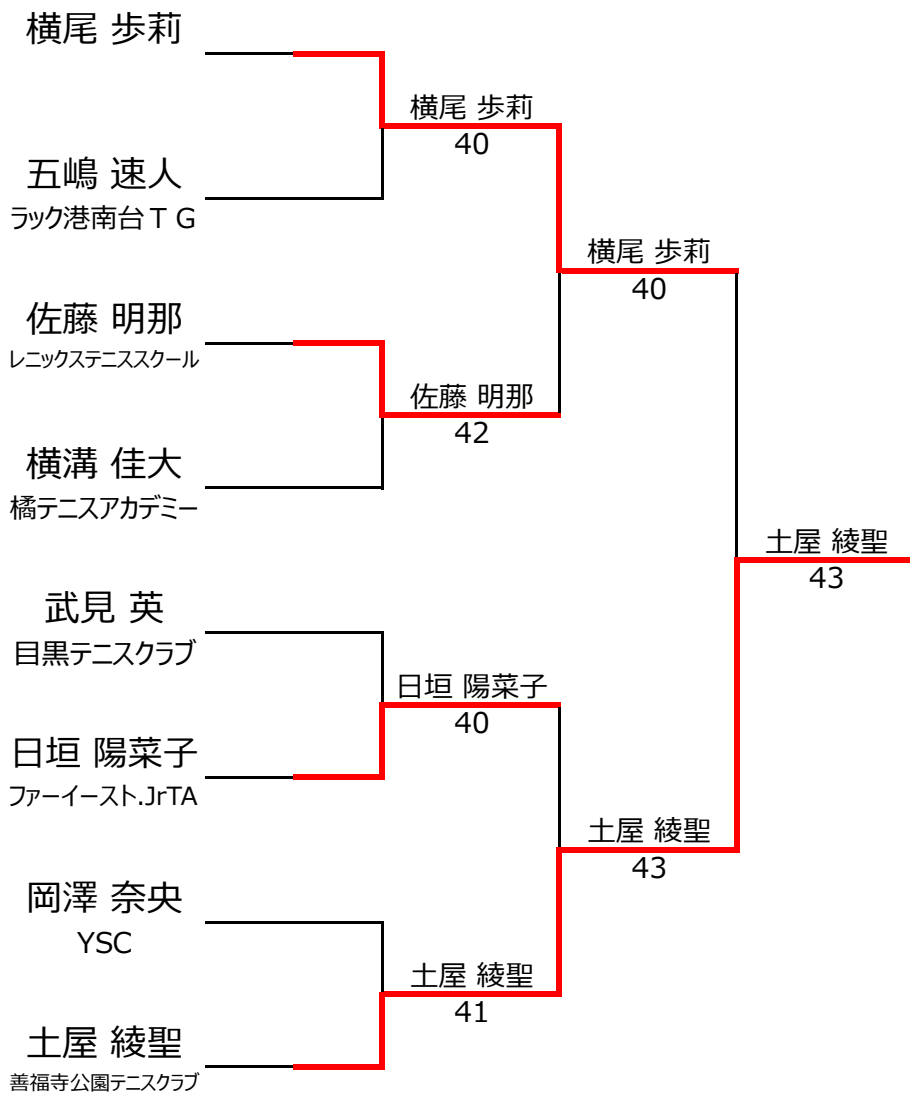 横尾 歩莉
横尾 歩莉
40
五嶋 速人
ラック港南台ＴＧ
横尾 歩莉
40
佐藤 明那
レニックステニススクール
佐藤 明那
42
横溝 佳大
橘テニスアカデミー
土屋 綾聖
43
武見 英
目黒テニスクラブ
日垣 陽菜子
40
日垣 陽菜子
ファーイースト.JrTA
土屋 綾聖
43
岡澤 奈央
YSC
土屋 綾聖
41
土屋 綾聖
善福寺公園テニスクラブ